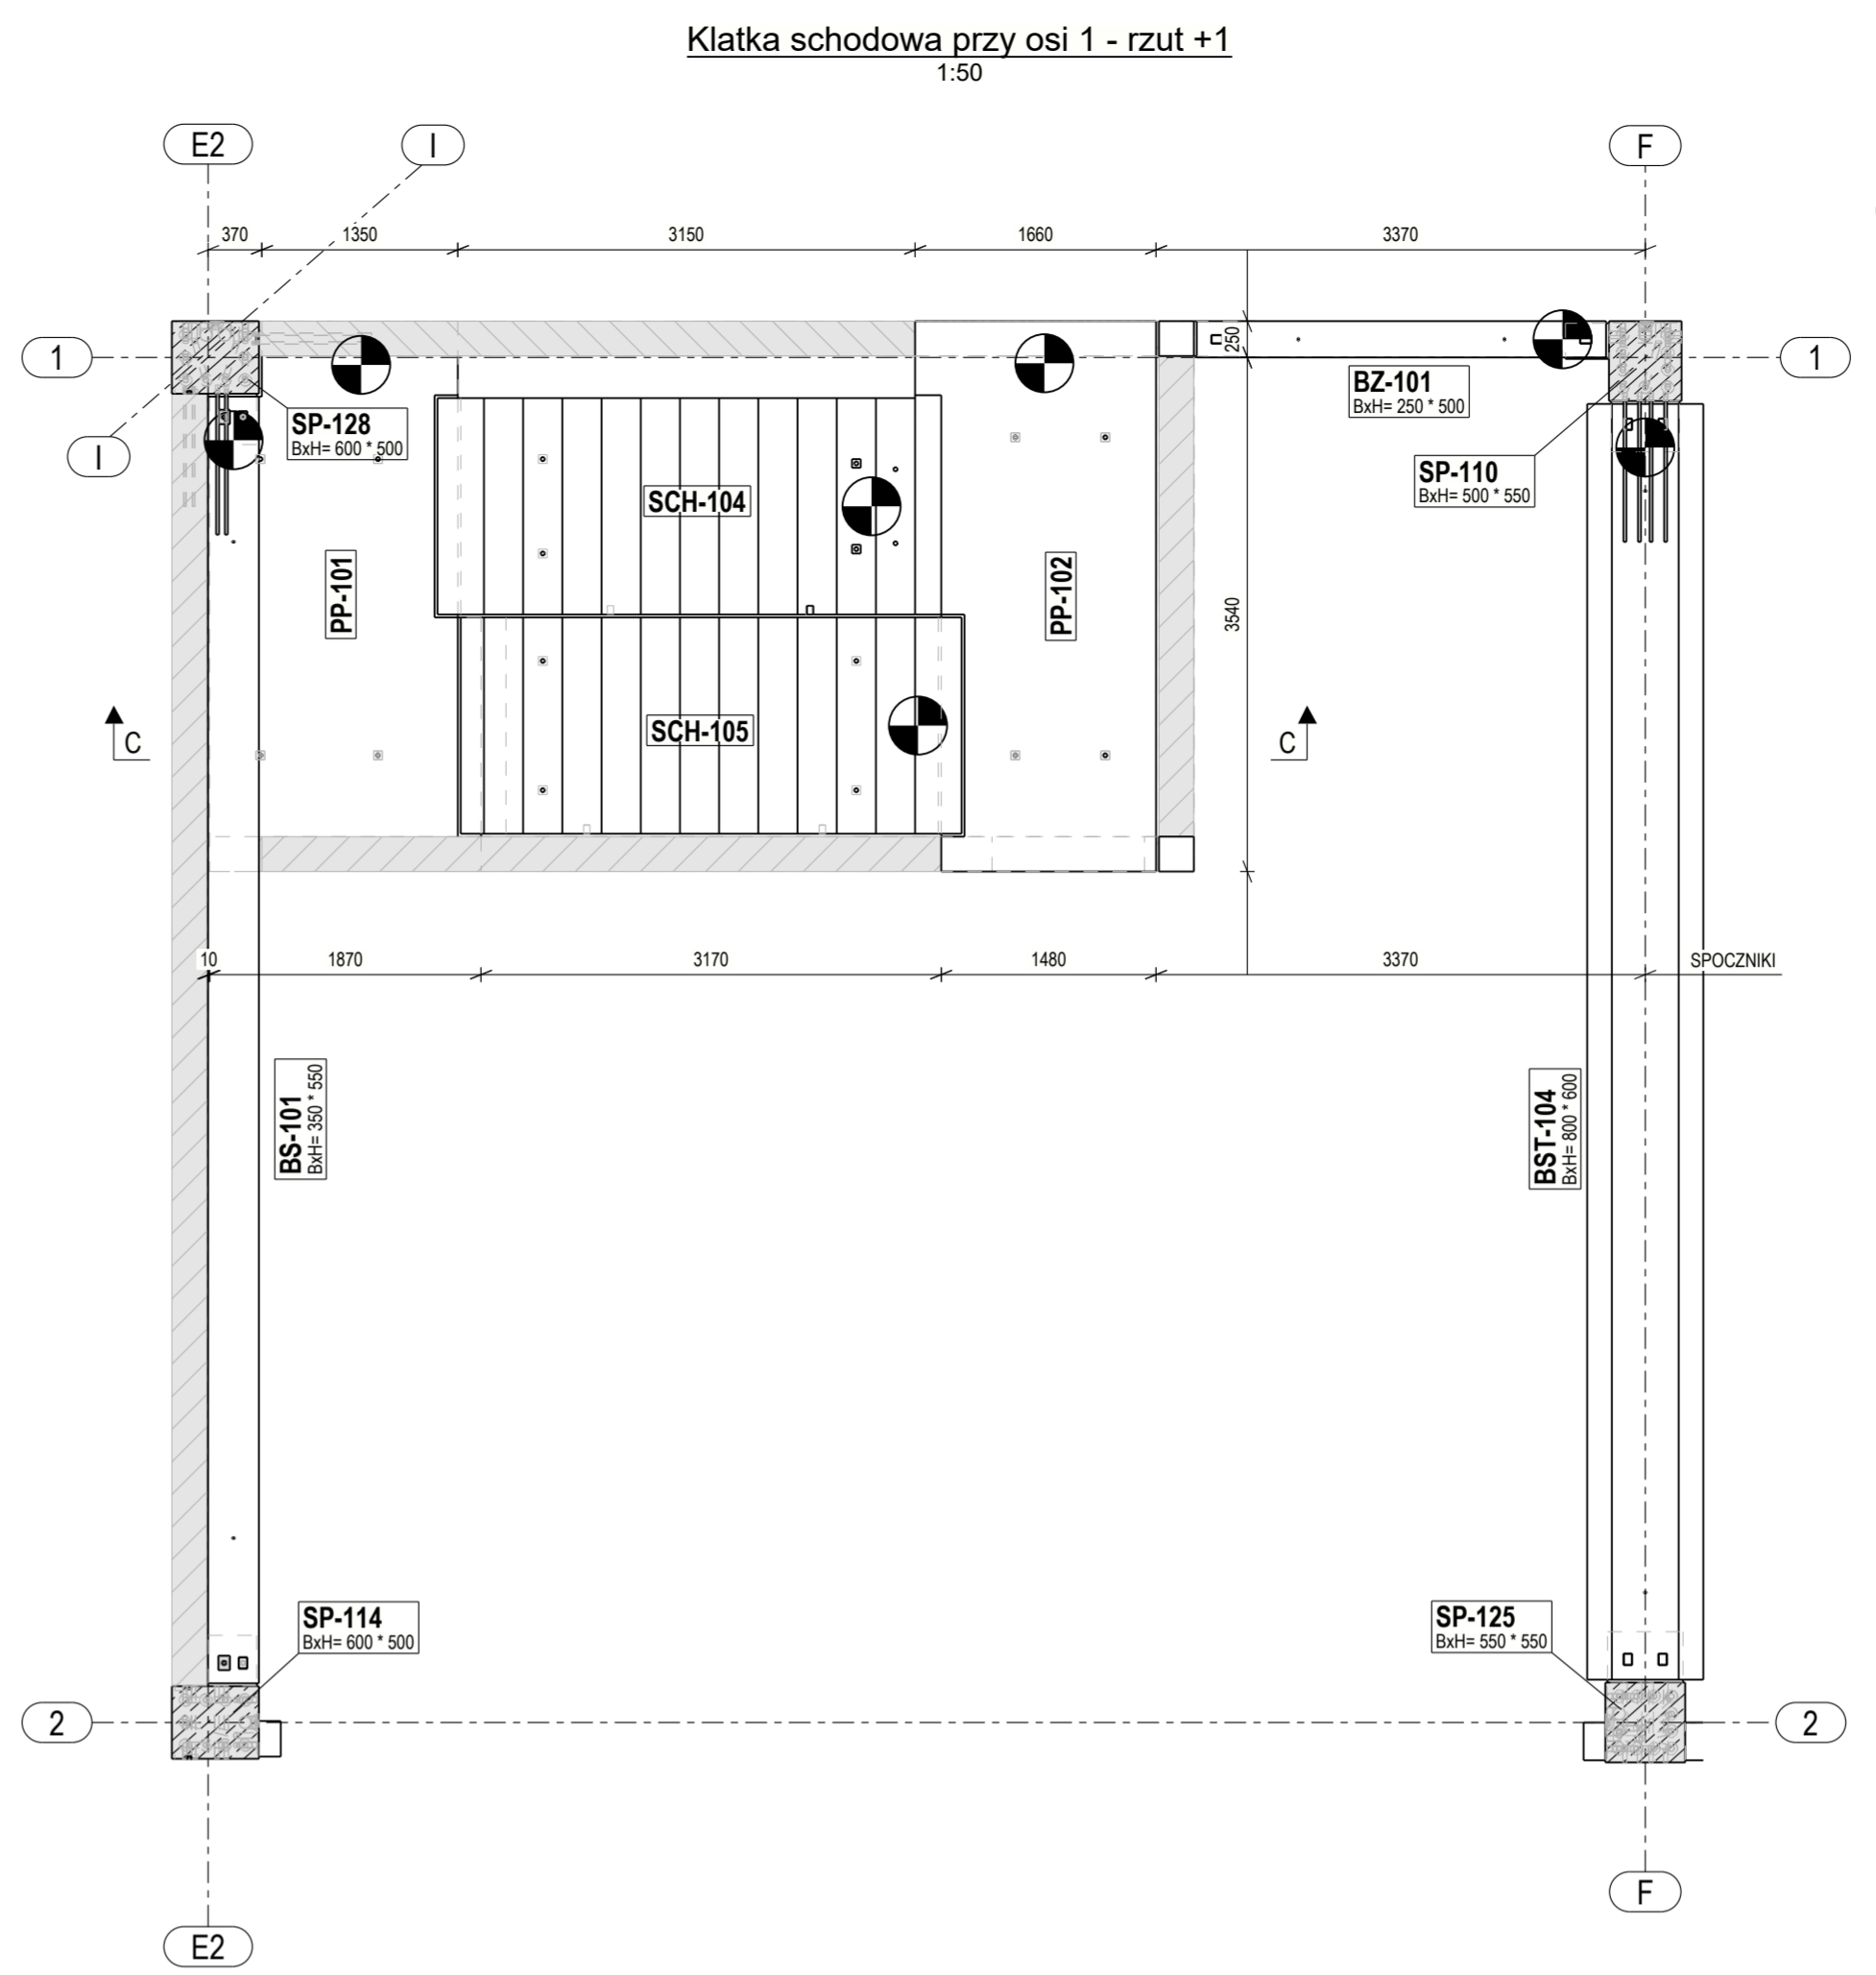 Klatka schodowa przy osi 1 - rzut +1
1:50
E2
I
F
370
1350
3150
1660
3370
1
250
1
BZ-101
BxH= 250 * 500
SP-128
BxH= 600 * 500
I
SP-110
BxH= 500 * 550
SCH-104
PP-101
PP-102
3540
SCH-105
C
C
10
1870
3170
1480
3370
SPOCZNIKI
BS-101
BxH= 350 * 550
BST-104
BxH= 800 * 600
SP-114
BxH= 600 * 500
SP-125
BxH= 550 * 550
2
2
F
E2